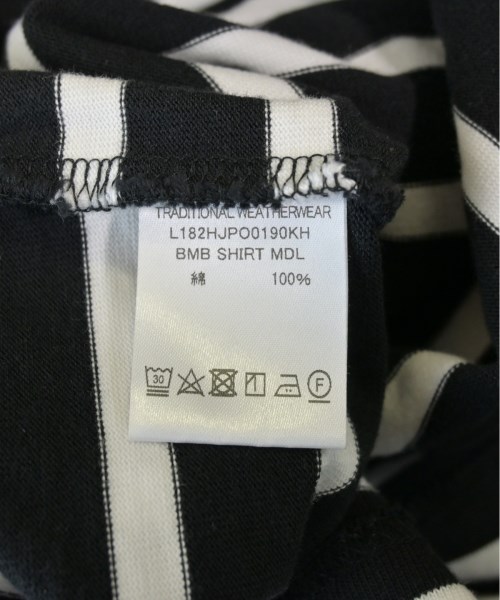 TRADITIONAL WEATHERWEAR
L182HJPO0190KH
BMB SHIRT MDL
綿 100%
30 F